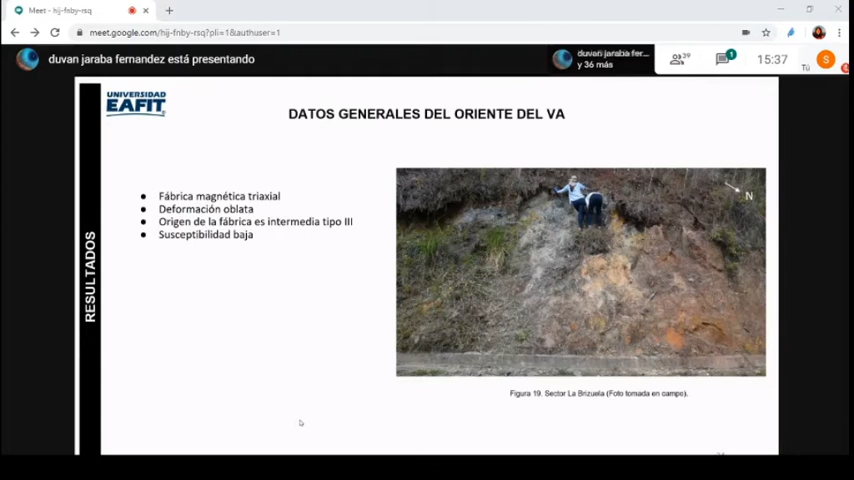 Meet - hij-fnby-rsq
meet.google.com/hij-fnby-rsq?pli=1&authuser=1
duvan jaraba fernandez está presentando
duvan jaraba fer...
y 36 más
39
1
15:37
Tú
S
UNIVERSIDAD
EAFIT
DATOS GENERALES DEL ORIENTE DEL VA
RESULTADOS
● Fábrica magnética triaxial
● Deformación oblata
● Origen de la fábrica es intermedia tipo III
● Susceptibilidad baja
N
Figura 19. Sector La Brizuela (Foto tomada en campo).